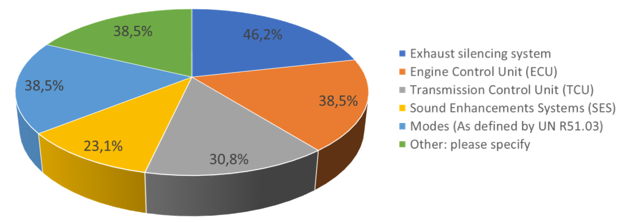 38,5%
46,2%
38,5%
38,5%
23,1%
30,8%
Exhaust silencing system
Engine Control Unit (ECU)
Transmission Control Unit (TCU)
Sound Enhancements Systems (SES)
Modes (As defined by UN R51.03)
Other: please specify